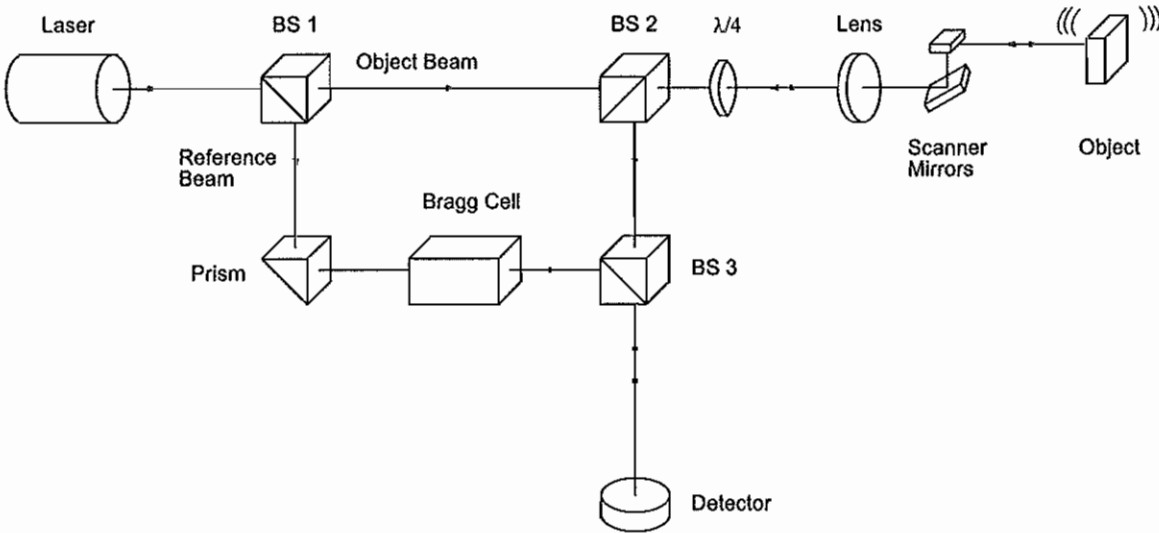 Laser
BS 1
BS 2
λ/4
Lens
(((
)))
Object Beam
Scanner
Mirrors
Object
Reference
Beam
Bragg Cell
Prism
BS 3
Detector